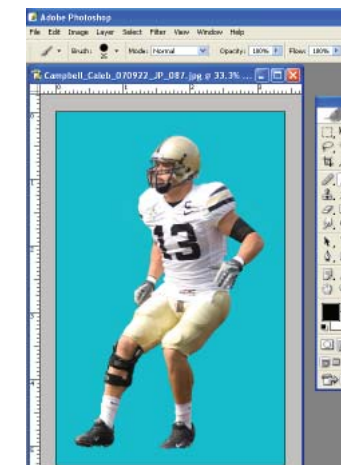 Adobe Photoshop
File Edit Image Layer Select Filter View Window Help
Brush: Mode: Normal Opacity: 100% Flow: 100%
Campbell_Caleb_070922_JP_087.jpg @ 33.3% ...
13